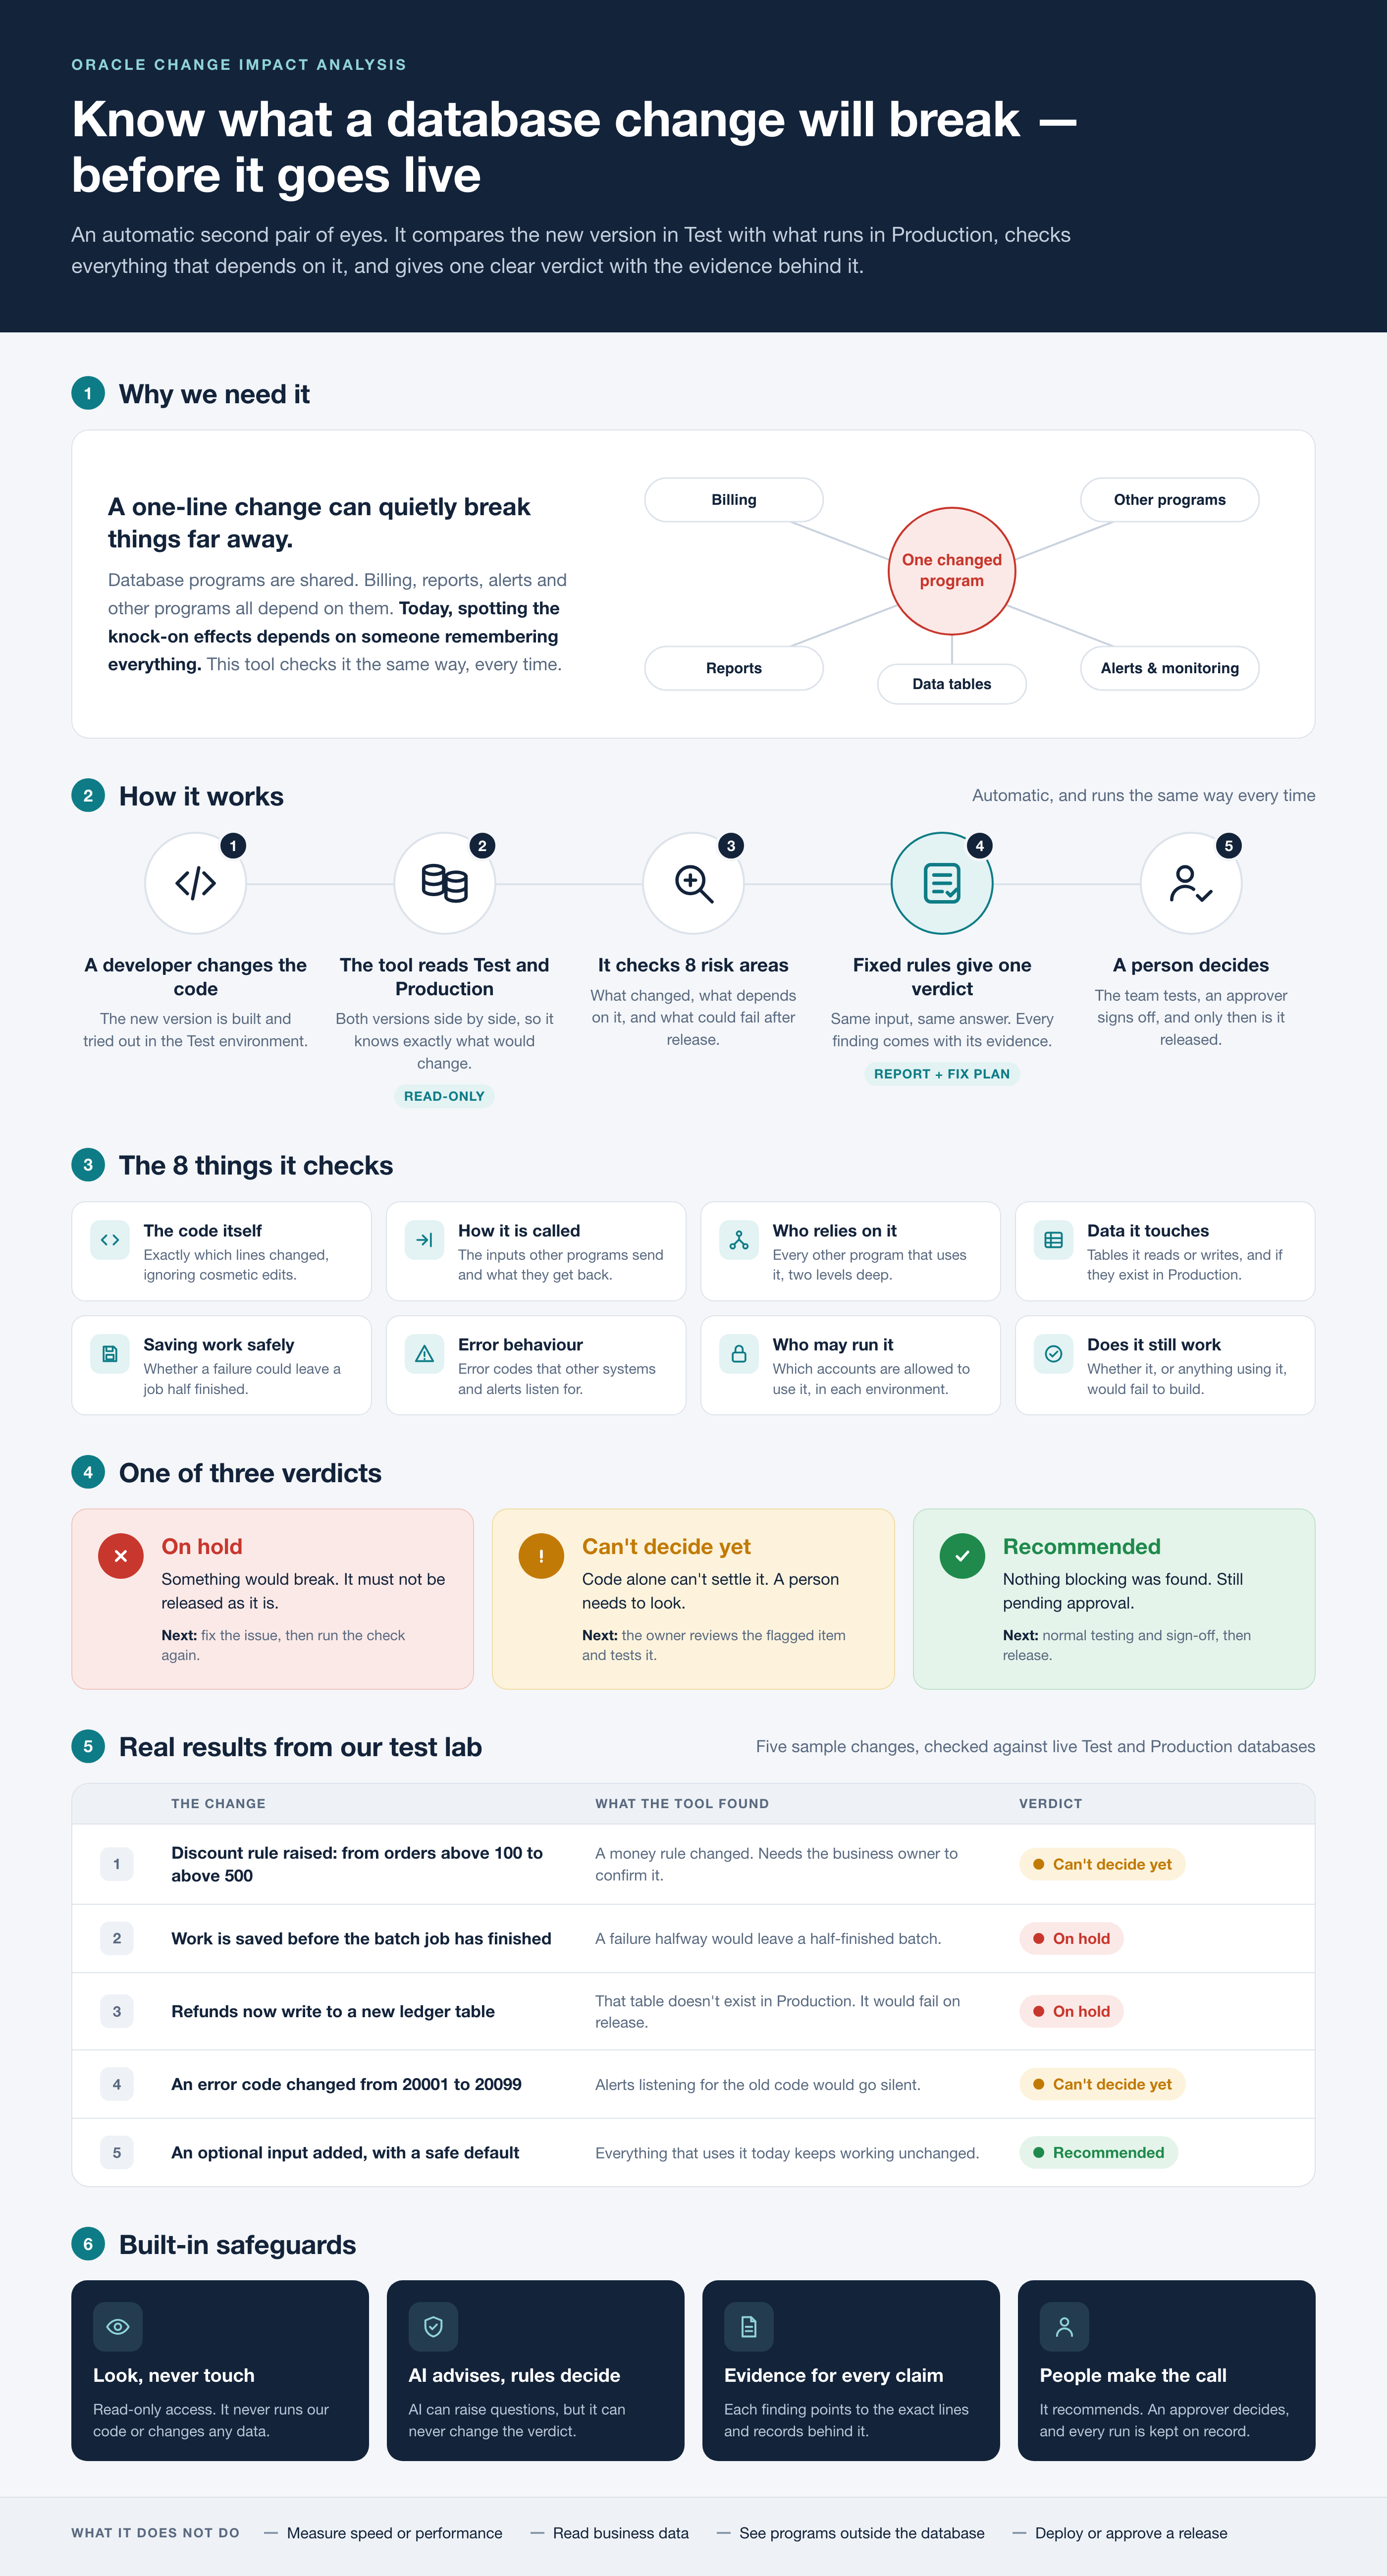 ORACLE CHANGE IMPACT ANALYSIS
Know what a database change will break —
before it goes live
An automatic second pair of eyes. It compares the new version in Test with what runs in Production, checks
everything that depends on it, and gives one clear verdict with the evidence behind it.
1 Why we need it
A one-line change can quietly break
things far away.
Database programs are shared. Billing, reports, alerts and
other programs all depend on them. Today, spotting the
knock-on effects depends on someone remembering
everything. This tool checks it the same way, every time.
Billing
Other programs
One changed
program
Reports
Data tables
Alerts & monitoring
2 How it works
Automatic, and runs the same way every time
1
A developer changes the
code
The new version is built and
tried out in the Test environment.
2
The tool reads Test and
Production
Both versions side by side, so it
knows exactly what would
change.
READ-ONLY
3
It checks 8 risk areas
What changed, what depends
on it, and what could fail after
release.
4
Fixed rules give one
verdict
Same input, same answer. Every
finding comes with its evidence.
REPORT + FIX PLAN
5
A person decides
The team tests, an approver
signs off, and only then is it
released.
3 The 8 things it checks
The code itself
Exactly which lines changed,
ignoring cosmetic edits.
How it is called
The inputs other programs send
and what they get back.
Who relies on it
Every other program that uses
it, two levels deep.
Data it touches
Tables it reads or writes, and if
they exist in Production.
Saving work safely
Whether a failure could leave a
job half finished.
Error behaviour
Error codes that other systems
and alerts listen for.
Who may run it
Which accounts are allowed to
use it, in each environment.
Does it still work
Whether it, or anything using it,
would fail to build.
4 One of three verdicts
On hold
Something would break. It must not be
released as it is.
Next: fix the issue, then run the check
again.
Can't decide yet
Code alone can't settle it. A person
needs to look.
Next: the owner reviews the flagged item
and tests it.
Recommended
Nothing blocking was found. Still
pending approval.
Next: normal testing and sign-off, then
release.
5 Real results from our test lab
Five sample changes, checked against live Test and Production databases
THE CHANGE
WHAT THE TOOL FOUND
VERDICT
1
Discount rule raised: from orders above 100 to
above 500
A money rule changed. Needs the business owner to
confirm it.
Can't decide yet
2
Work is saved before the batch job has finished
A failure halfway would leave a half-finished batch.
On hold
3
Refunds now write to a new ledger table
That table doesn't exist in Production. It would fail on
release.
On hold
4
An error code changed from 20001 to 20099
Alerts listening for the old code would go silent.
Can't decide yet
5
An optional input added, with a safe default
Everything that uses it today keeps working unchanged.
Recommended
6 Built-in safeguards
Look, never touch
Read-only access. It never runs our
code or changes any data.
AI advises, rules decide
AI can raise questions, but it can
never change the verdict.
Evidence for every claim
Each finding points to the exact lines
and records behind it.
People make the call
It recommends. An approver decides,
and every run is kept on record.
WHAT IT DOES NOT DO — Measure speed or performance — Read business data — See programs outside the database — Deploy or approve a release